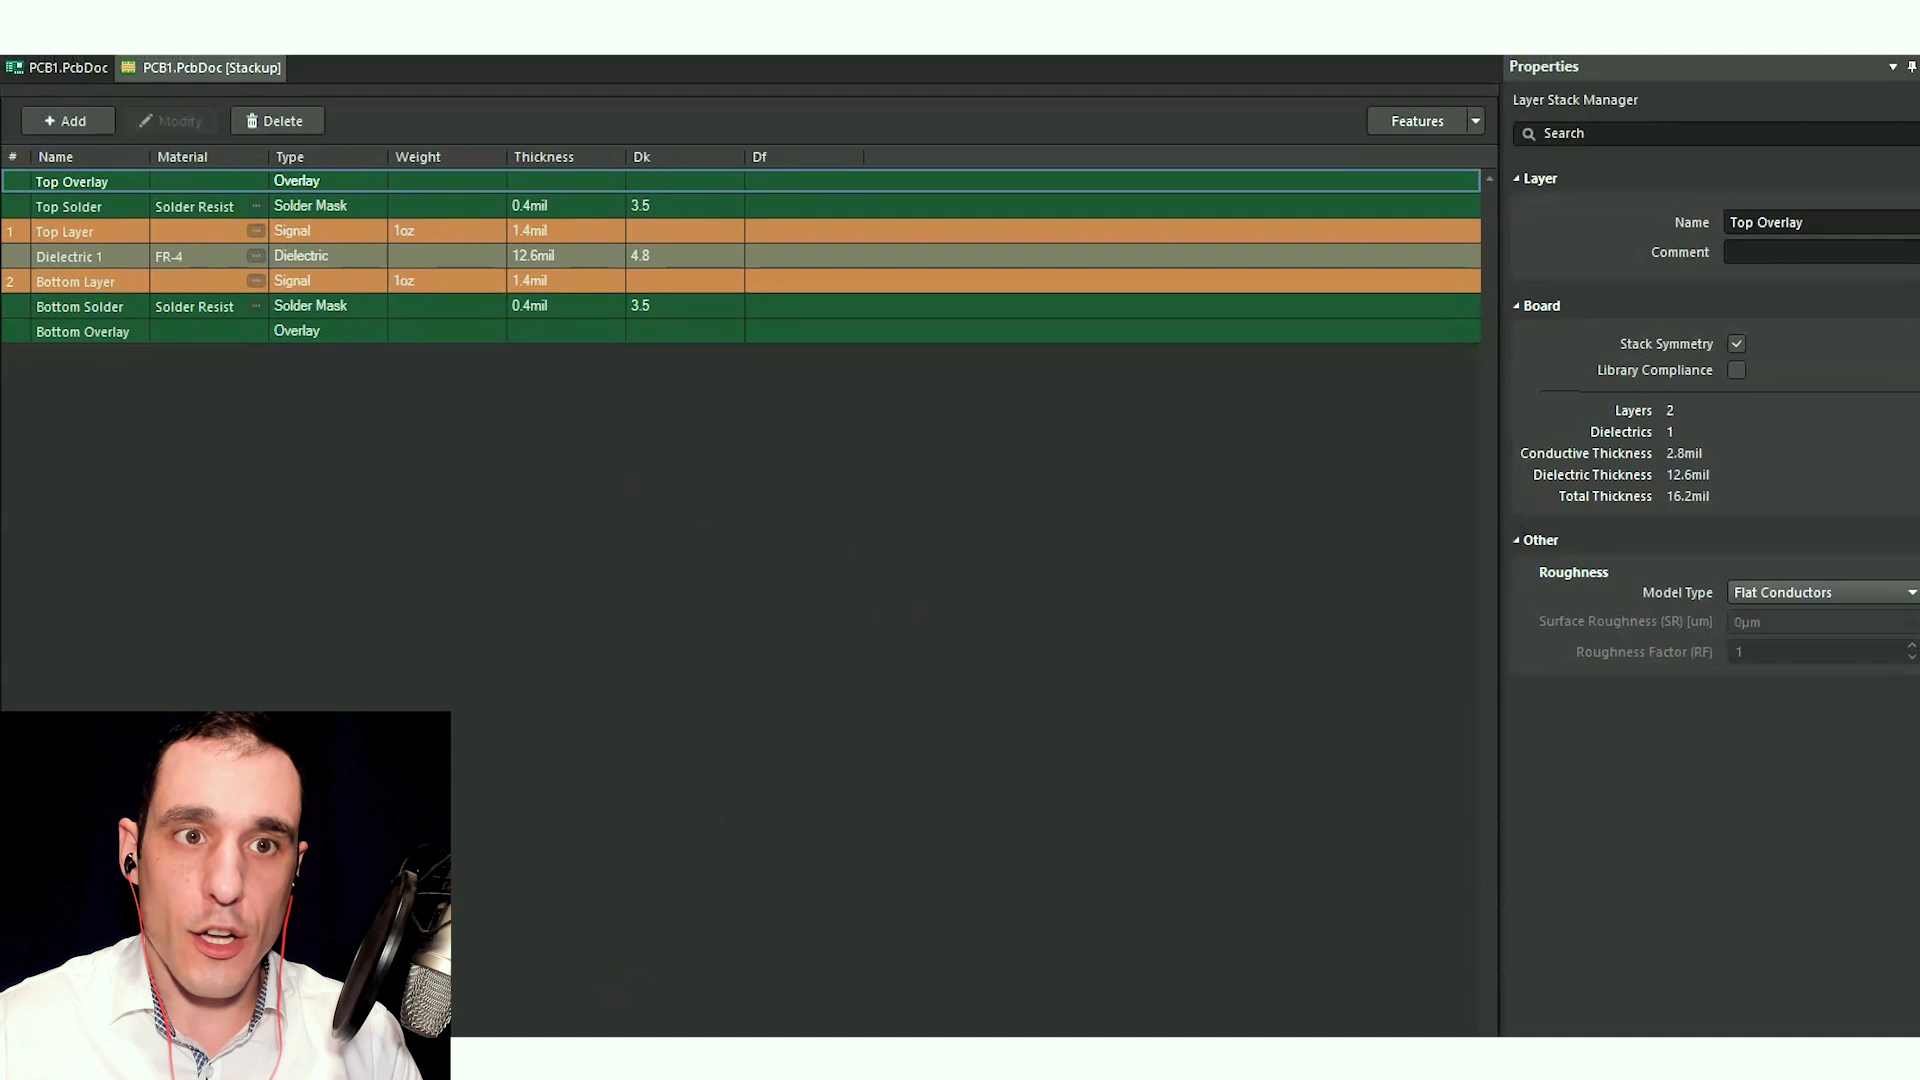 PCB1.PcbDoc PCB1.PcbDoc [Stackup] Properties
Layer Stack Manager
+ Add Modify Delete Features
Search
# Name Material Type Weight Thickness Dk Df
Top Overlay Overlay
Top Solder Solder Resist ... Solder Mask 0.4mil 3.5
1 Top Layer ... Signal 1oz 1.4mil
Dielectric 1 FR-4 ... Dielectric 12.6mil 4.8
2 Bottom Layer ... Signal 1oz 1.4mil
Bottom Solder Solder Resist ... Solder Mask 0.4mil 3.5
Bottom Overlay Overlay
Layer
Name Top Overlay
Comment
Board
Stack Symmetry
Library Compliance
Layers 2
Dielectrics 1
Conductive Thickness 2.8mil
Dielectric Thickness 12.6mil
Total Thickness 16.2mil
Other
Roughness
Model Type Flat Conductors
Surface Roughness (SR) [um] 0µm
Roughness Factor (RF) 1